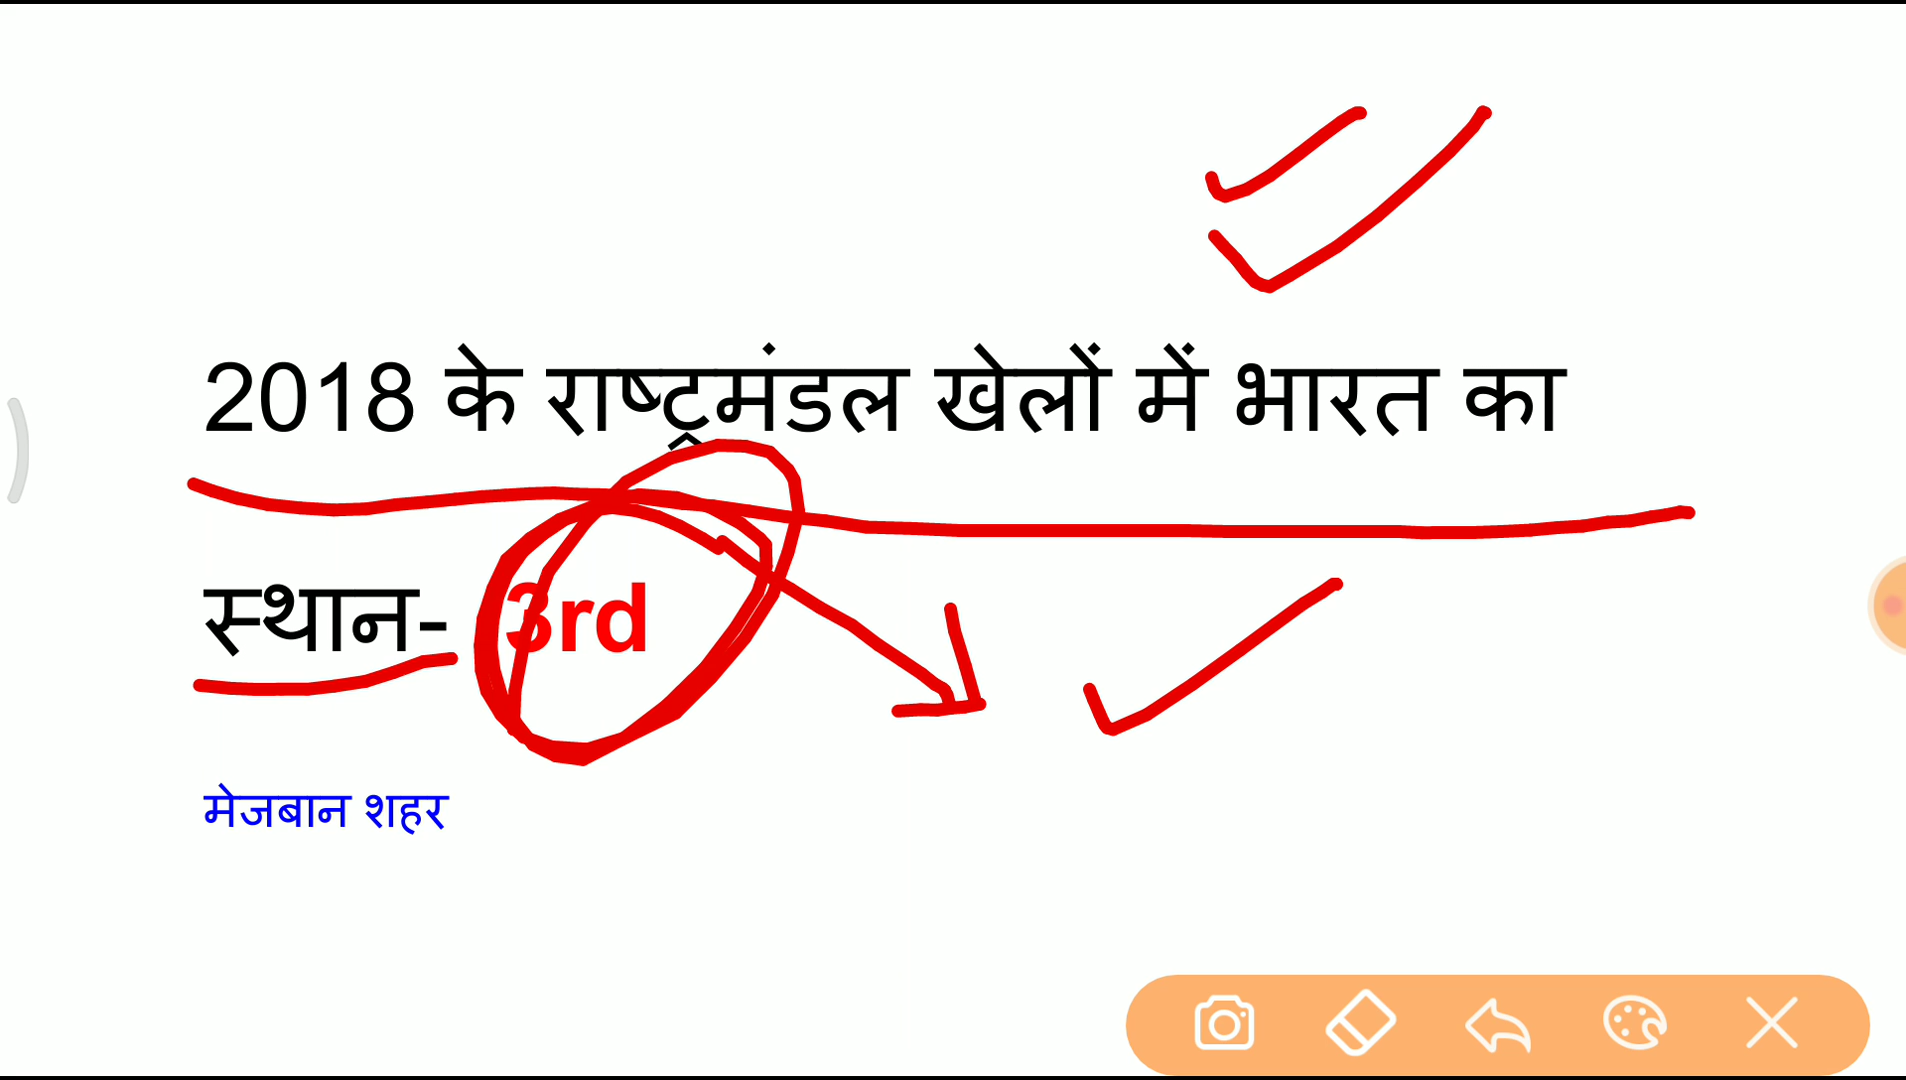 2018 के राष्ट्रमंडल खेलों में भारत का
स्थान- 3rd
मेजबान शहर